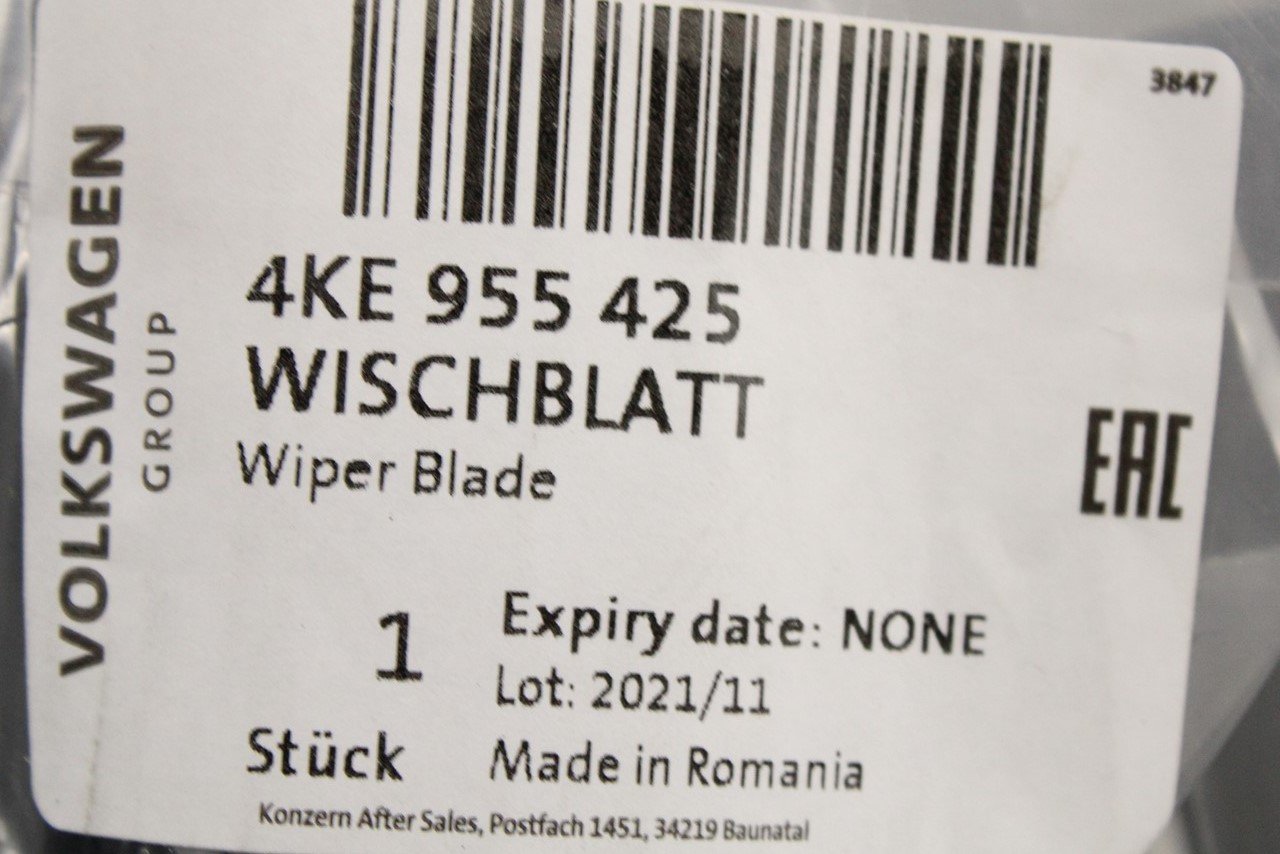 3847
VOLKSWAGEN
GROUP
4KE 955 425
WISCHBLATT
Wiper Blade
EAC
1
Stück
Expiry date: NONE
Lot: 2021/11
Made in Romania
Konzern After Sales, Postfach 1451, 34219 Baunatal